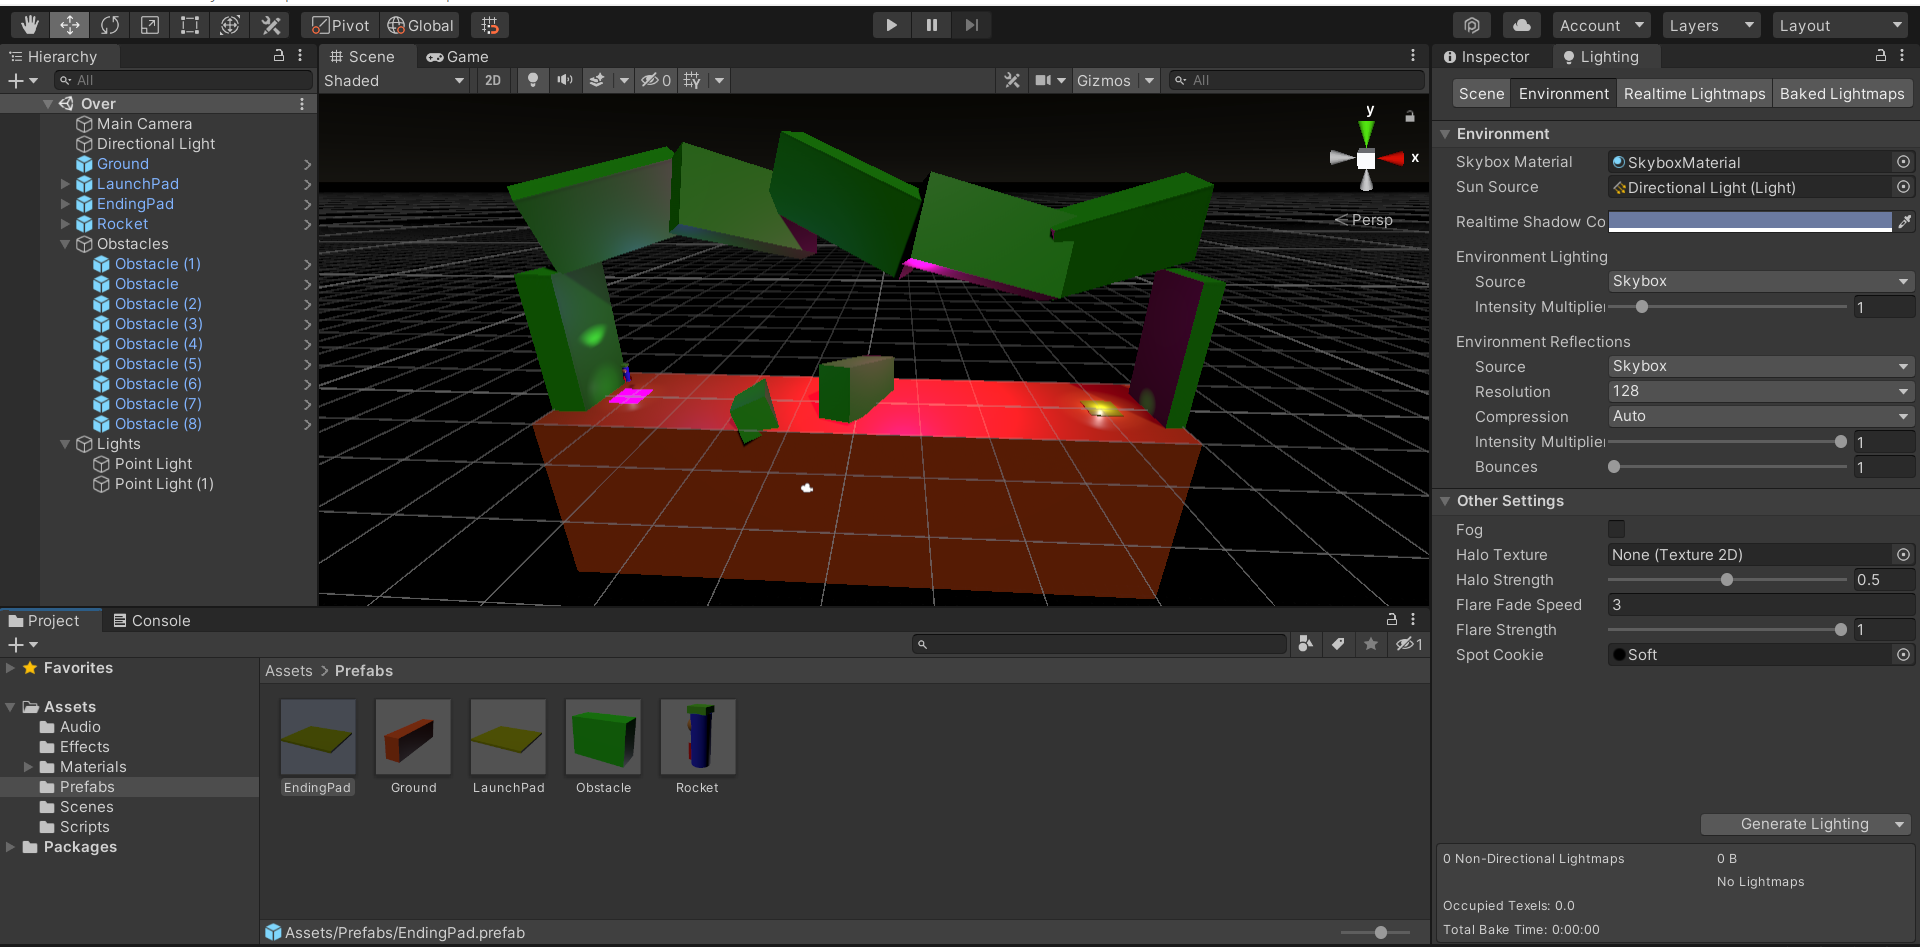 Pivot Global Account Layers Layout
Hierarchy
All
Over
Main Camera
Directional Light
Ground
LaunchPad
EndingPad
Rocket
Obstacles
Obstacle (1)
Obstacle
Obstacle (2)
Obstacle (3)
Obstacle (4)
Obstacle (5)
Obstacle (6)
Obstacle (7)
Obstacle (8)
Lights
Point Light
Point Light (1)
Scene Game
Shaded 2D 0 Gizmos All
y
x
Persp
Inspector Lighting
Scene Environment Realtime Lightmaps Baked Lightmaps
Environment
Skybox Material SkyboxMaterial
Sun Source Directional Light (Light)
Realtime Shadow Co
Environment Lighting
Source Skybox
Intensity Multiplier 1
Environment Reflections
Source Skybox
Resolution 128
Compression Auto
Intensity Multiplier 1
Bounces 1
Other Settings
Fog
Halo Texture None (Texture 2D)
Halo Strength 0.5
Flare Fade Speed 3
Flare Strength 1
Spot Cookie Soft
Generate Lighting
0 Non-Directional Lightmaps 0 B
No Lightmaps
Occupied Texels: 0.0
Total Bake Time: 0:00:00
Project Console
1
Favorites
Assets
Audio
Effects
Materials
Prefabs
Scenes
Scripts
Packages
Assets > Prefabs
EndingPad Ground LaunchPad Obstacle Rocket
Assets/Prefabs/EndingPad.prefab